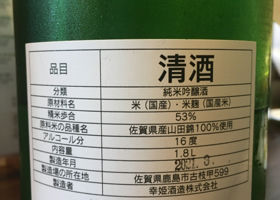 品目 清酒
分類 純米吟醸酒
原材料名 米（国産）・米麹（国産米）
精米歩合 53%
原料米の品種名 佐賀県産山田錦100%使用
アルコール分 16度
内容量 1.8L
製造年月
製造場の所在地 佐賀県鹿島市古枝甲599
製造者 幸姫酒造株式会社